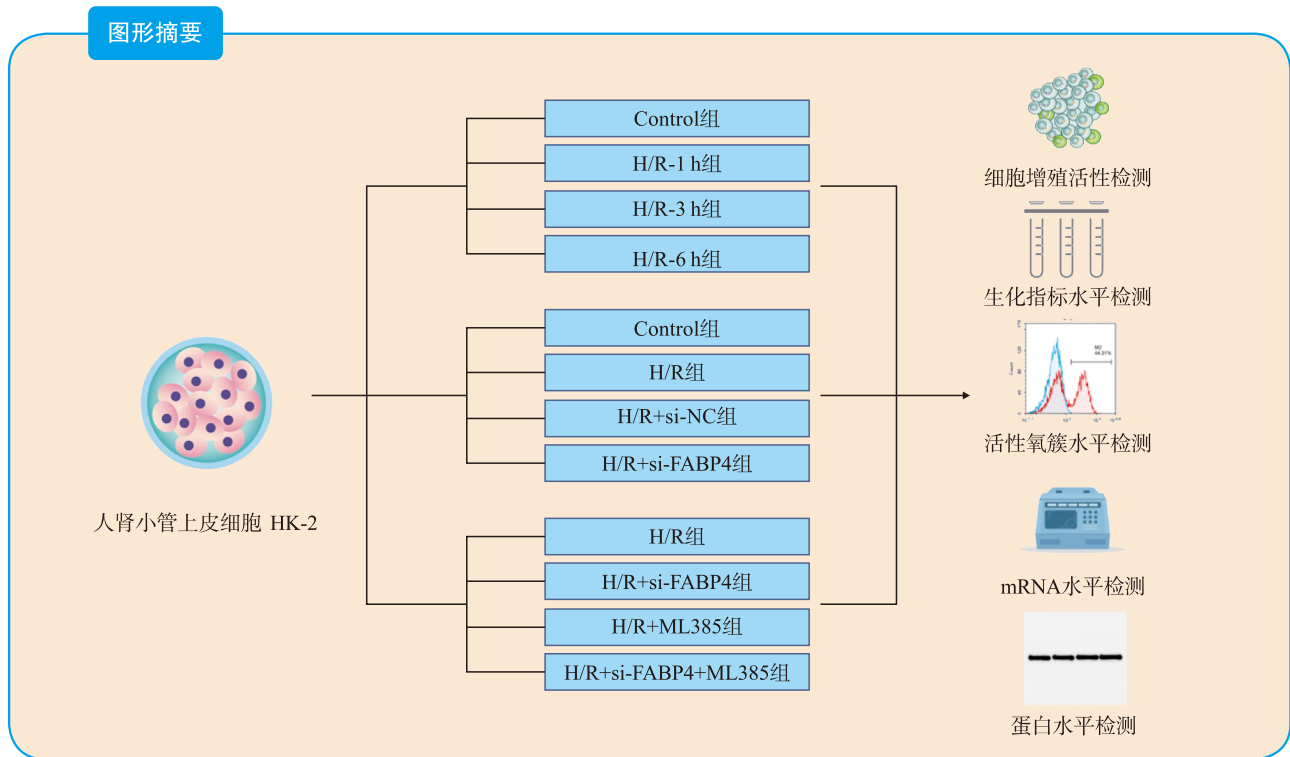 图形摘要
人肾小管上皮细胞 HK-2
Control组
H/R-1 h组
H/R-3 h组
H/R-6 h组
Control组
H/R组
H/R+si-NC组
H/R+si-FABP4组
H/R组
H/R+si-FABP4组
H/R+ML385组
H/R+si-FABP4+ML385组
细胞增殖活性检测
生化指标水平检测
Count
M2
活性氧簇水平检测
mRNA水平检测
蛋白水平检测